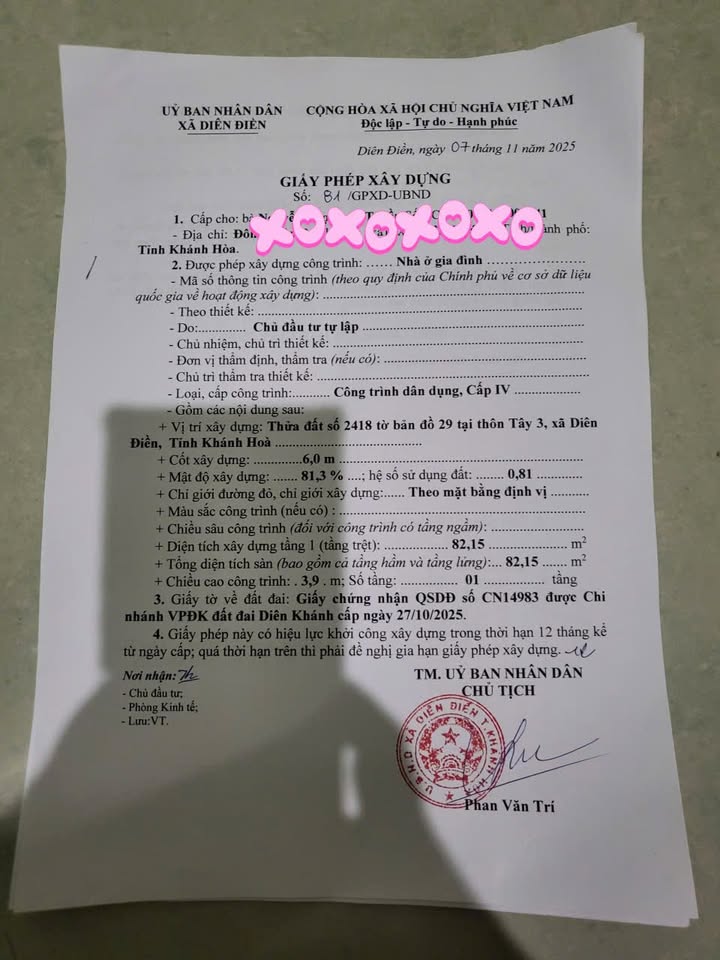 UỶ BAN NHÂN DÂN
XÃ DIÊN ĐIỀN
CỘNG HÒA XÃ HỘI CHỦ NGHĨA VIỆT NAM
Độc lập - Tự do - Hạnh phúc
Diên Điền, ngày 07 tháng 11 năm 2025
GIẤY PHÉP XÂY DỰNG
Số: 81 /GPXD-UBND
1. Cấp cho: bà
- Địa chỉ: phố:
Tỉnh Khánh Hòa.
2. Được phép xây dựng công trình: ...... Nhà ở gia đình ........................
- Mã số thông tin công trình (theo quy định của Chính phủ về cơ sở dữ liệu
quốc gia về hoạt động xây dựng): ........................
- Theo thiết kế: ........................
- Do:............ Chủ đầu tư tự lập ........................
- Chủ nhiệm, chủ trì thiết kế: ........................
- Đơn vị thẩm định, thẩm tra (nếu có): ........................
- Chủ trì thẩm tra thiết kế: ........................
- Loại, cấp công trình:.......... Công trình dân dụng, Cấp IV ................
- Gồm các nội dung sau:
+ Vị trí xây dựng: Thửa đất số 2418 tờ bản đồ 29 tại thôn Tây 3, xã Diên
Điền, Tỉnh Khánh Hoà ........................
+ Cốt xây dựng: .............6,0 m ........................
+ Mật độ xây dựng: ....... 81,3 % ....; hệ số sử dụng đất: ........ 0,81 ............
+ Chỉ giới đường đỏ, chỉ giới xây dựng:...... Theo mặt bằng định vị ..........
+ Màu sắc công trình (nếu có) : ........................
+ Chiều sâu công trình (đối với công trình có tầng ngầm): ........................
+ Diện tích xây dựng tầng 1 (tầng trệt): ................. 82,15 ................ m2
+ Tổng diện tích sàn (bao gồm cả tầng hầm và tầng lửng):... 82,15 ....... m2
+ Chiều cao công trình: . 3,9 . m; Số tầng: .............. 01 ................ tầng
3. Giấy tờ về đất đai: Giấy chứng nhận QSDĐ số CN14983 được Chi
nhánh VPĐK đất đai Diên Khánh cấp ngày 27/10/2025.
4. Giấy phép này có hiệu lực khởi công xây dựng trong thời hạn 12 tháng kể
từ ngày cấp; quá thời hạn trên thì phải đề nghị gia hạn giấy phép xây dựng.
Nơi nhận:
- Chủ đầu tư;
- Phòng Kinh tế;
- Lưu:VT.
TM. UỶ BAN NHÂN DÂN
CHỦ TỊCH
U.B.N.D XÃ DIÊN ĐIỀN T.KHÁNH HÒA
Phan Văn Trí
XOXOXOXO